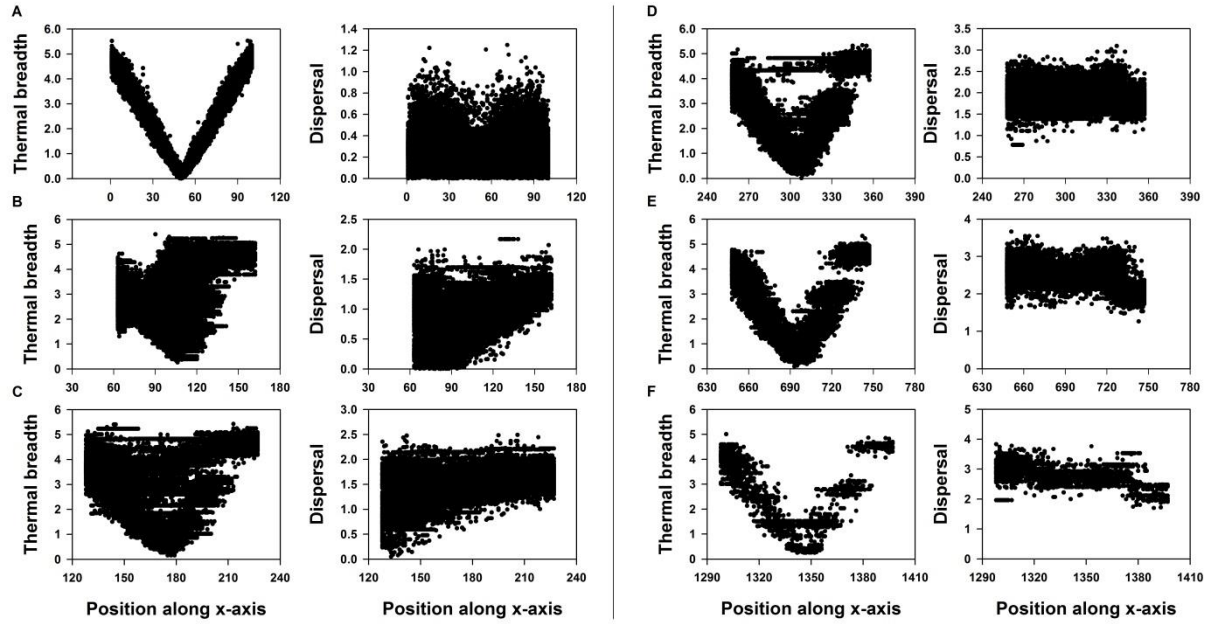 A
Thermal breadth
6.0
5.0
4.0
3.0
2.0
1.0
0.0
0 30 60 90 120
Dispersal
1.4
1.2
1.0
0.8
0.6
0.4
0.2
0.0
0 30 60 90 120
B
Thermal breadth
6
5
4
3
2
1
0
30 60 90 120 150 180
Dispersal
2.5
2.0
1.5
1.0
0.5
0.0
30 60 90 120 150 180
C
Thermal breadth
6
5
4
3
2
1
0
120 150 180 210 240
Position along x-axis
Dispersal
3.0
2.5
2.0
1.5
1.0
0.5
0.0
120 150 180 210 240
Position along x-axis
D
Thermal breadth
6.0
5.0
4.0
3.0
2.0
1.0
0.0
240 270 300 330 360 390
Dispersal
3.5
3.0
2.5
2.0
1.5
1.0
0.5
0.0
240 270 300 330 360 390
E
Thermal breadth
6
5
4
3
2
1
0
630 660 690 720 750 780
Dispersal
4
3
2
1
0
630 660 690 720 750 780
F
Thermal breadth
6
5
4
3
2
1
0
1290 1320 1350 1380 1410
Position along x-axis
Dispersal
5
4
3
2
1
0
1290 1320 1350 1380 1410
Position along x-axis